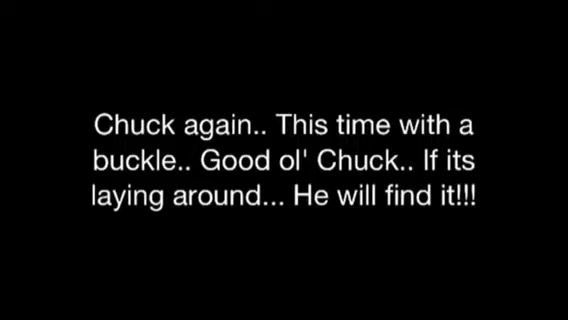 Chuck again.. This time with a
buckle.. Good ol' Chuck.. If its
laying around... He will find it!!!